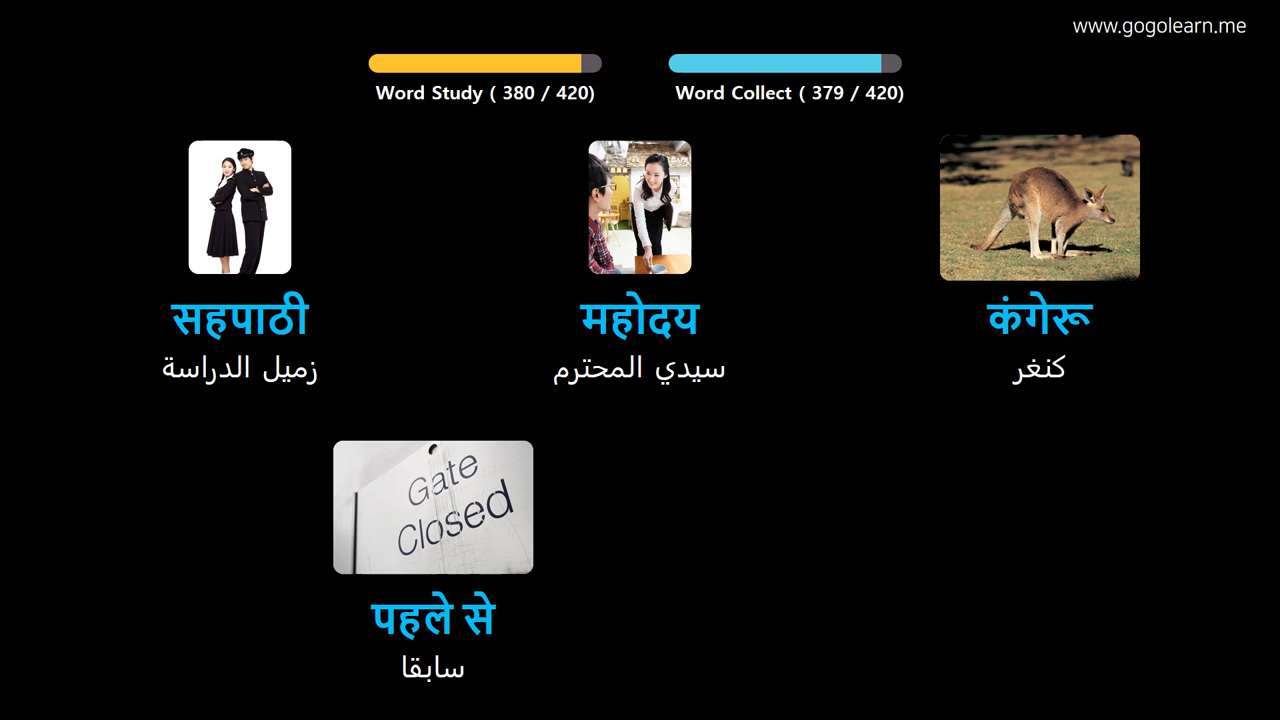 www.gogolearn.me
Word Study ( 380 / 420)
Word Collect ( 379 / 420)
सहपाठी
زميل الدراسة
महोदय
سيدي المحترم
कंगेरू
كنغر
Gate
Closed
पहले से
سابقا